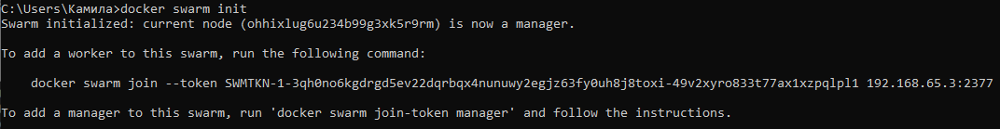 C:\Users\Камила>docker swarm init
Swarm initialized: current node (ohhixlug6u234b99g3xk5r9rm) is now a manager.
To add a worker to this swarm, run the following command:
docker swarm join --token SWMTKN-1-3qh0no6kgdrgd5ev22dqrbqx4nunuwy2egjz63fy0uh8j8toxi-49v2xyro833t77ax1xzpqlpl1 192.168.65.3:2377
To add a manager to this swarm, run 'docker swarm join-token manager' and follow the instructions.